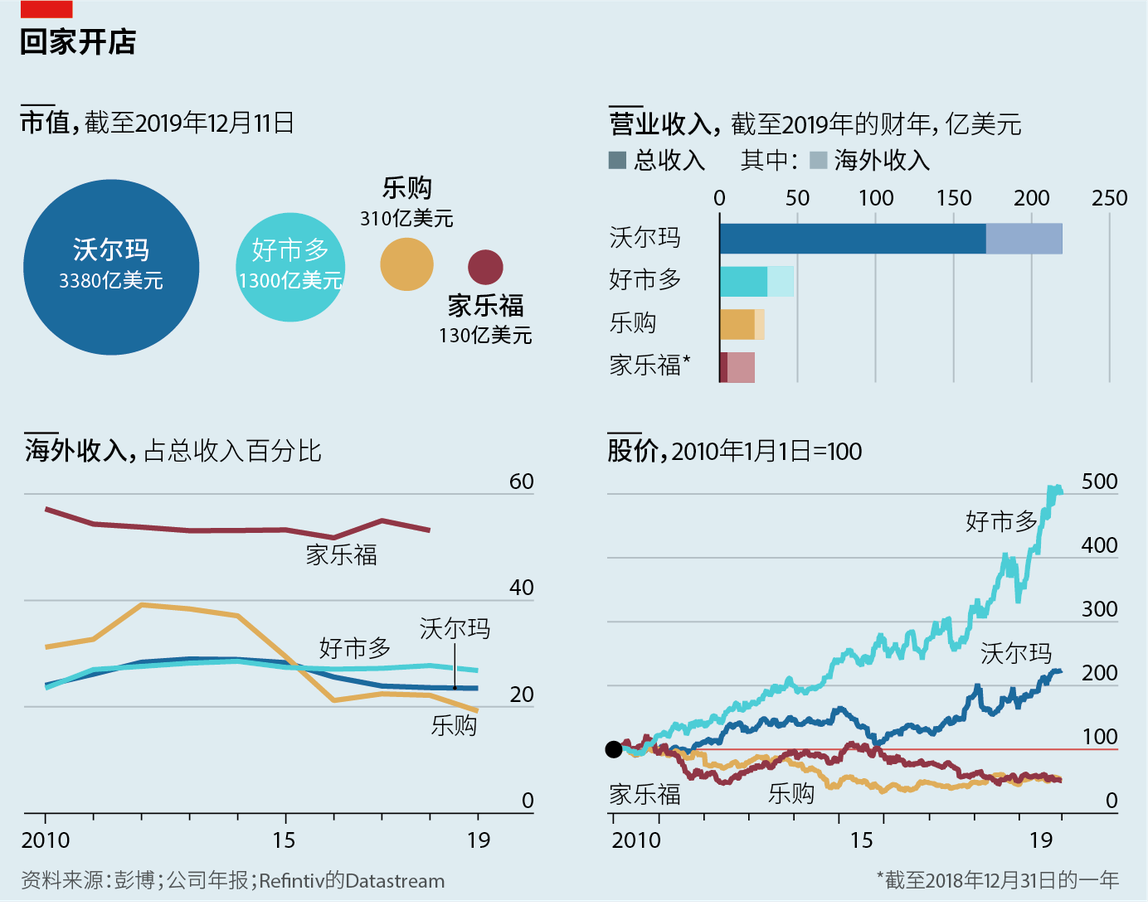 回家开店
市值，截至2019年12月11日
沃尔玛
3380亿美元
好市多
1300亿美元
乐购
310亿美元
家乐福
130亿美元
营业收入，截至2019年的财年，亿美元
总收入 其中： 海外收入
0 50 100 150 200 250
沃尔玛
好市多
乐购
家乐福*
海外收入，占总收入百分比
60
家乐福
40
沃尔玛
好市多
20
乐购
0
2010 15 19
股价，2010年1月1日=100
500
好市多
400
300
沃尔玛
200
100
家乐福 乐购
0
2010 15 19
资料来源：彭博；公司年报；Refintiv的Datastream
*截至2018年12月31日的一年